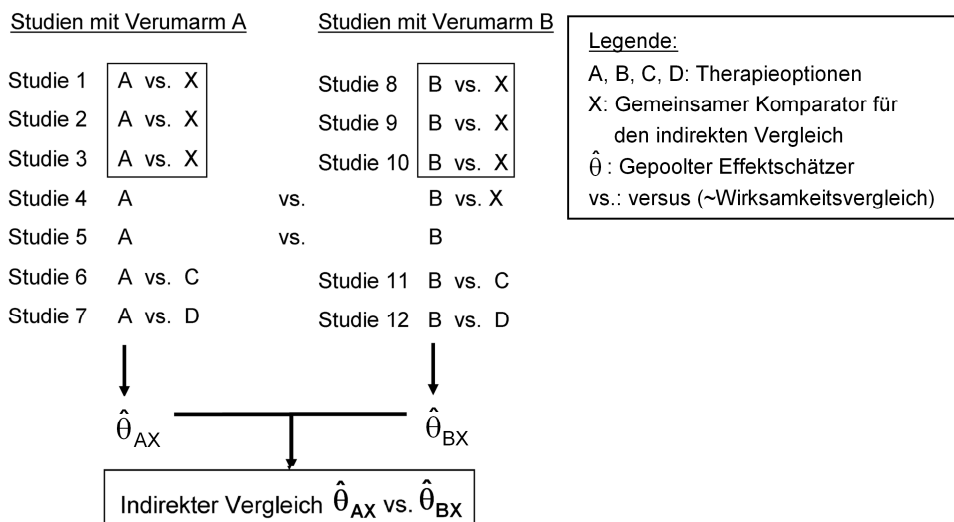 Studien mit Verumarm A
Studien mit Verumarm B
Studie 1 A vs. X
Studie 8 B vs. X
Studie 2 A vs. X
Studie 9 B vs. X
Studie 3 A vs. X
Studie 10 B vs. X
Studie 4 A vs. B vs. X
Studie 5 A vs. B
Studie 6 A vs. C
Studie 11 B vs. C
Studie 7 A vs. D
Studie 12 B vs. D
θ̂AX
θ̂BX
Indirekter Vergleich θ̂AX vs. θ̂BX
Legende:
A, B, C, D: Therapieoptionen
X: Gemeinsamer Komparator für
den indirekten Vergleich
θ̂ : Gepoolter Effektschätzer
vs.: versus (~Wirksamkeitsvergleich)